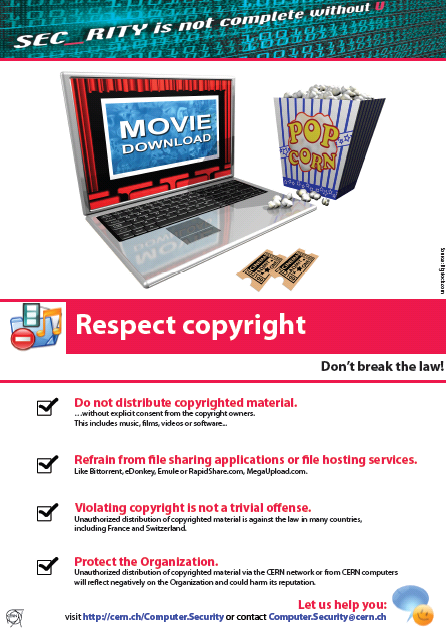 SEC_RITY is not complete without u
MOVIE
DOWNLOAD
POP
CORN
Respect copyright
Don't break the law!
Do not distribute copyrighted material.
…without explicit consent from the copyright owners.
This includes music, films, videos or software...
Refrain from file sharing applications or file hosting services.
Like Bittorrent, eDonkey, Emule or RapidShare.com, MegaUpload.com.
Violating copyright is not a trivial offense.
Unauthorized distribution of copyrighted material is against the law in many countries,
including France and Switzerland.
Protect the Organization.
Unauthorized distribution of copyrighted material via the CERN network or from CERN computers
will reflect negatively on the Organization and could harm its reputation.
Let us help you:
visit http://cern.ch/Computer.Security or contact Computer.Security@cern.ch